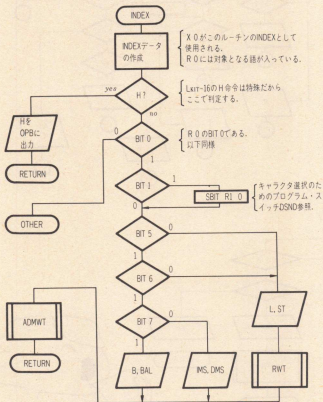 INDEX
INDEXデータ
の作成
X0がこのルーチンのINDEXとして
使用される。
R0には対象となる語が入っている。
yes
H?
Lκιτ-16のH命令は特殊だから
ここで判定する。
no
Hを
OPBに
出力
0
BIT 0
R0のBIT0である。
以下同様
RETURN
1
BIT 1
1
キャラクタ選択のた
めのプログラム・ス
イッチDSND参照.
SBIT R1 0
0
OTHER
BIT 5
0
1
BIT 6
0
1
L, ST
ADMWT
BIT 7
0
1
RETURN
B, BAL
IMS, DMS
RWT